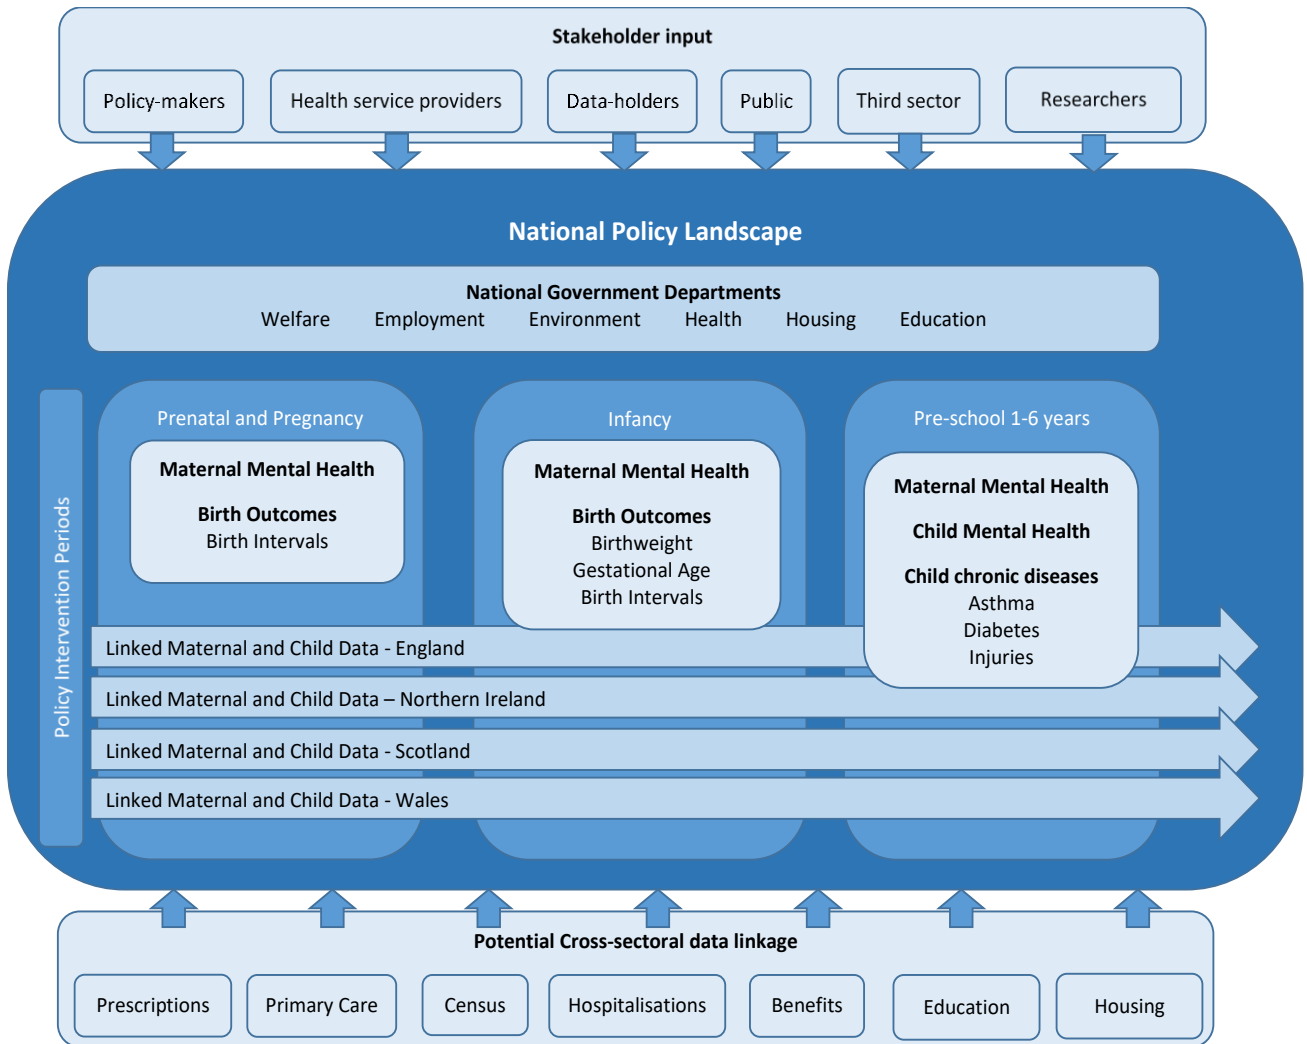 Stakeholder input
Policy-makers
Health service providers
Data-holders
Public
Third sector
Researchers
National Policy Landscape
National Government Departments
Welfare Employment Environment Health Housing Education
Policy Intervention Periods
Prenatal and Pregnancy
Maternal Mental Health
Birth Outcomes
Birth Intervals
Infancy
Maternal Mental Health
Birth Outcomes
Birthweight
Gestational Age
Birth Intervals
Pre-school 1-6 years
Maternal Mental Health
Child Mental Health
Child chronic diseases
Asthma
Diabetes
Injuries
Linked Maternal and Child Data - England
Linked Maternal and Child Data – Northern Ireland
Linked Maternal and Child Data - Scotland
Linked Maternal and Child Data - Wales
Potential Cross-sectoral data linkage
Prescriptions
Primary Care
Census
Hospitalisations
Benefits
Education
Housing